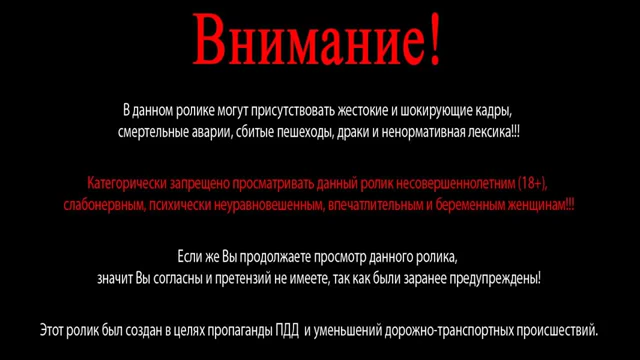 Внимание!
В данном ролике могут присутствовать жестокие и шокирующие кадры,
смертельные аварии, сбитые пешеходы, драки и ненормативная лексика!!!
Категорически запрещено просматривать данный ролик несовершеннолетним (18+),
слабонервным, психически неуравновешенным, впечатлительным и беременным женщинам!!!
Если же Вы продолжаете просмотр данного ролика,
значит Вы согласны и претензий не имеете, так как были заранее предупреждены!
Этот ролик был создан в целях пропаганды ПДД и уменьшений дорожно-транспортных происшествий.